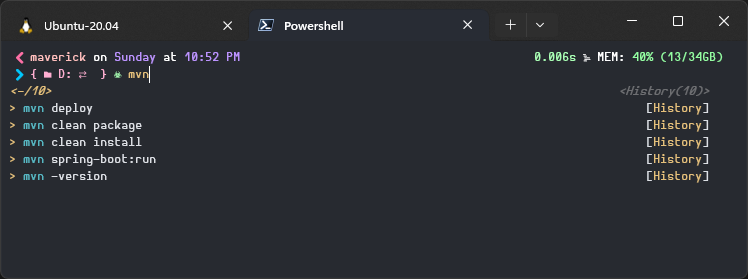 Ubuntu-20.04
Powershell
maverick on Sunday at 10:52 PM 0.006s MEM: 40% (13/34GB)
{ D: ⇄ } mvn
<-/10> <History(10)>
> mvn deploy [History]
> mvn clean package [History]
> mvn clean install [History]
> mvn spring-boot:run [History]
> mvn -version [History]